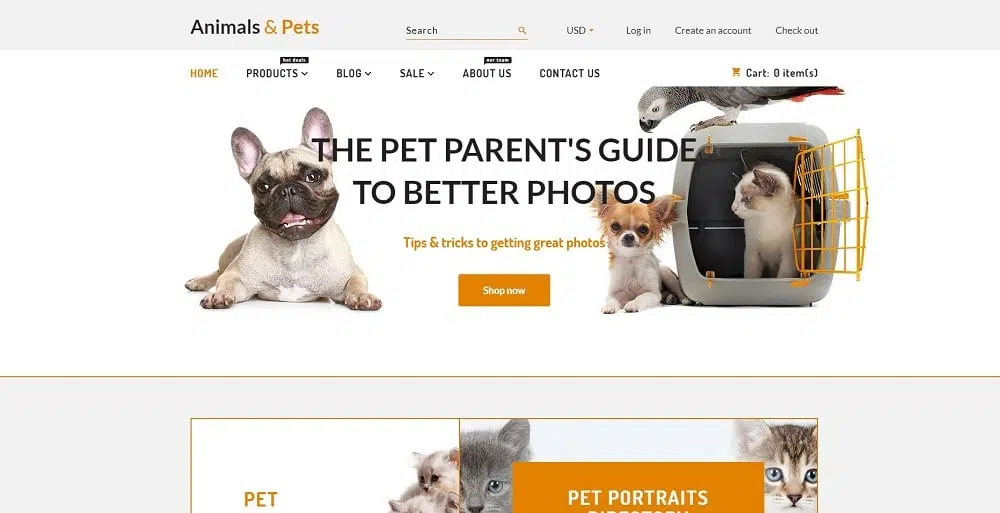 Animals & Pets
Search
USD
Log in
Create an account
Check out
hot deals
our team
HOME
PRODUCTS
BLOG
SALE
ABOUT US
CONTACT US
Cart: 0 item(s)
THE PET PARENT'S GUIDE
TO BETTER PHOTOS
Tips & tricks to getting great photos
Shop now
PET
PET PORTRAITS
DIRECTORY